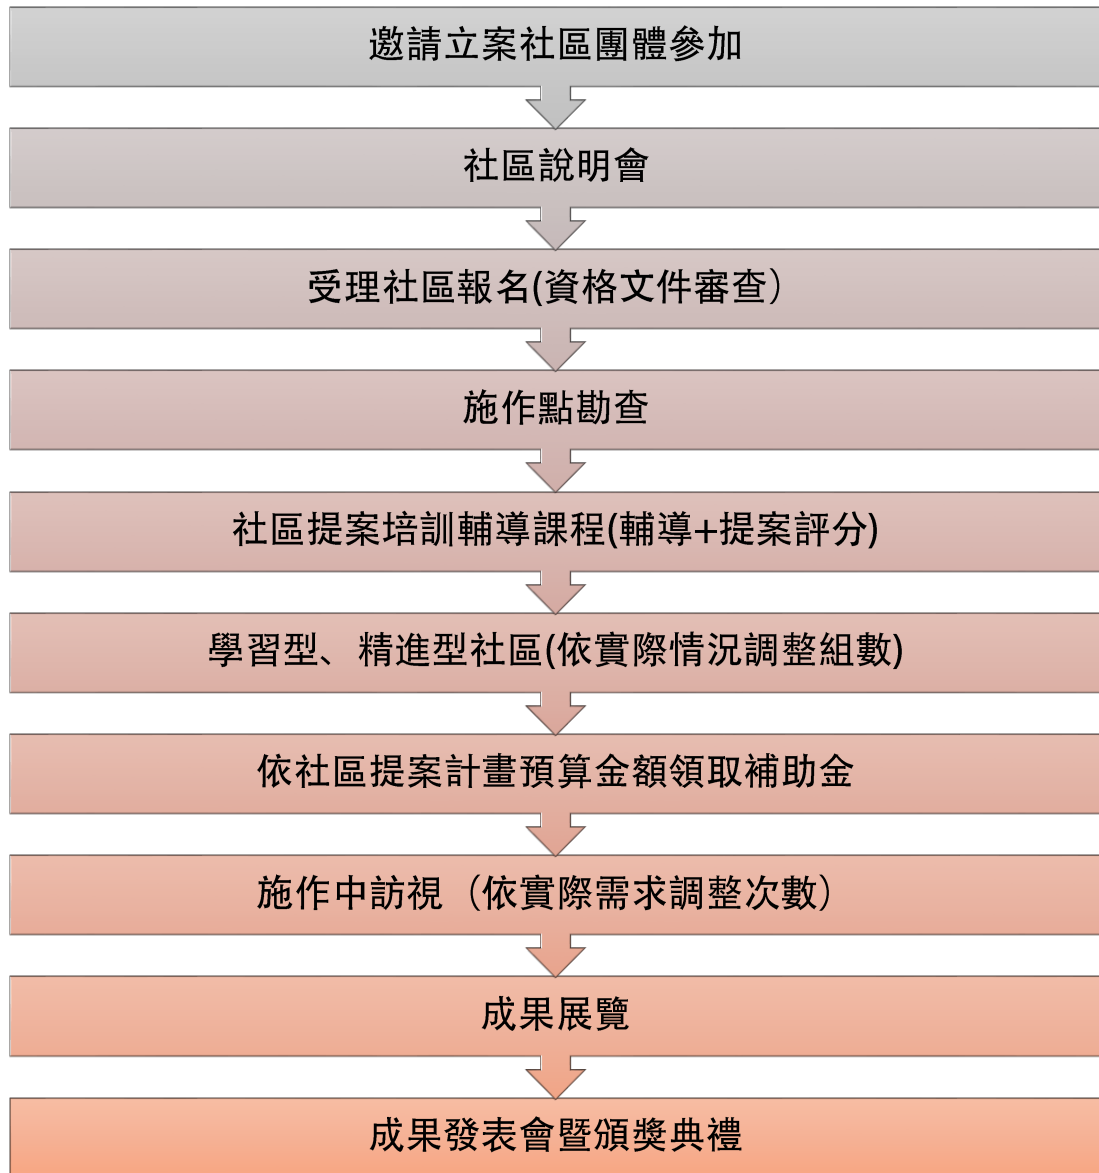 邀請立案社區團體參加
社區說明會
受理社區報名(資格文件審查）
施作點勘查
社區提案培訓輔導課程(輔導+提案評分)
學習型、精進型社區(依實際情況調整組數)
依社區提案計畫預算金額領取補助金
施作中訪視（依實際需求調整次數）
成果展覽
成果發表會暨頒獎典禮